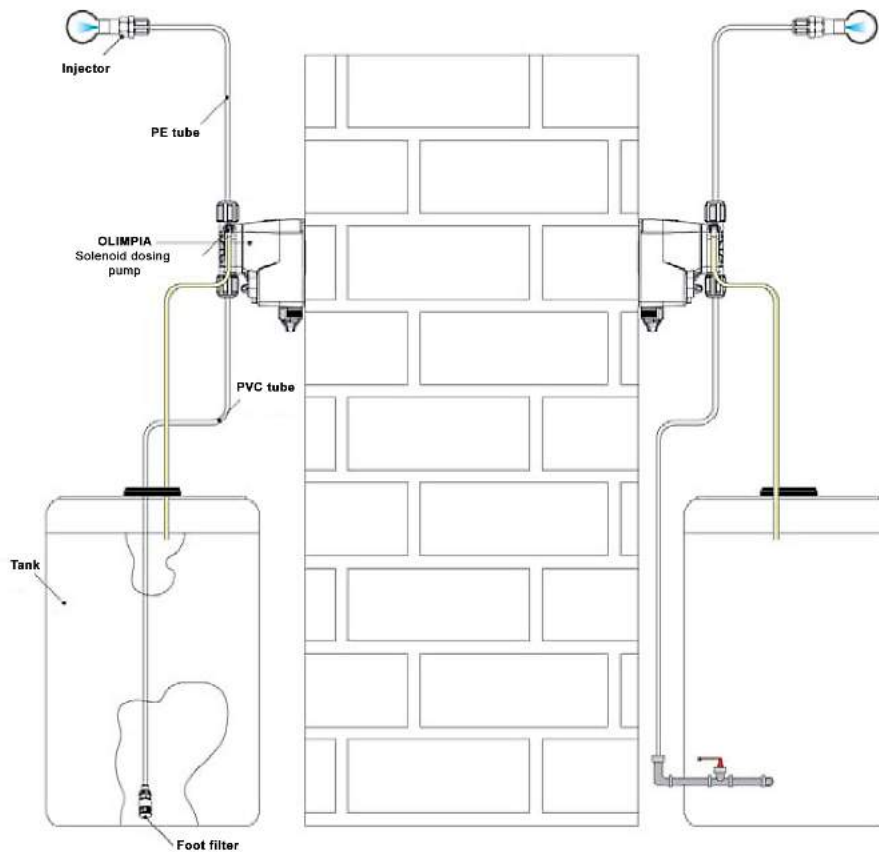 Injector
PE tube
OLIMPIA
Solenoid dosing
pump
PVC tube
Tank
Foot filter